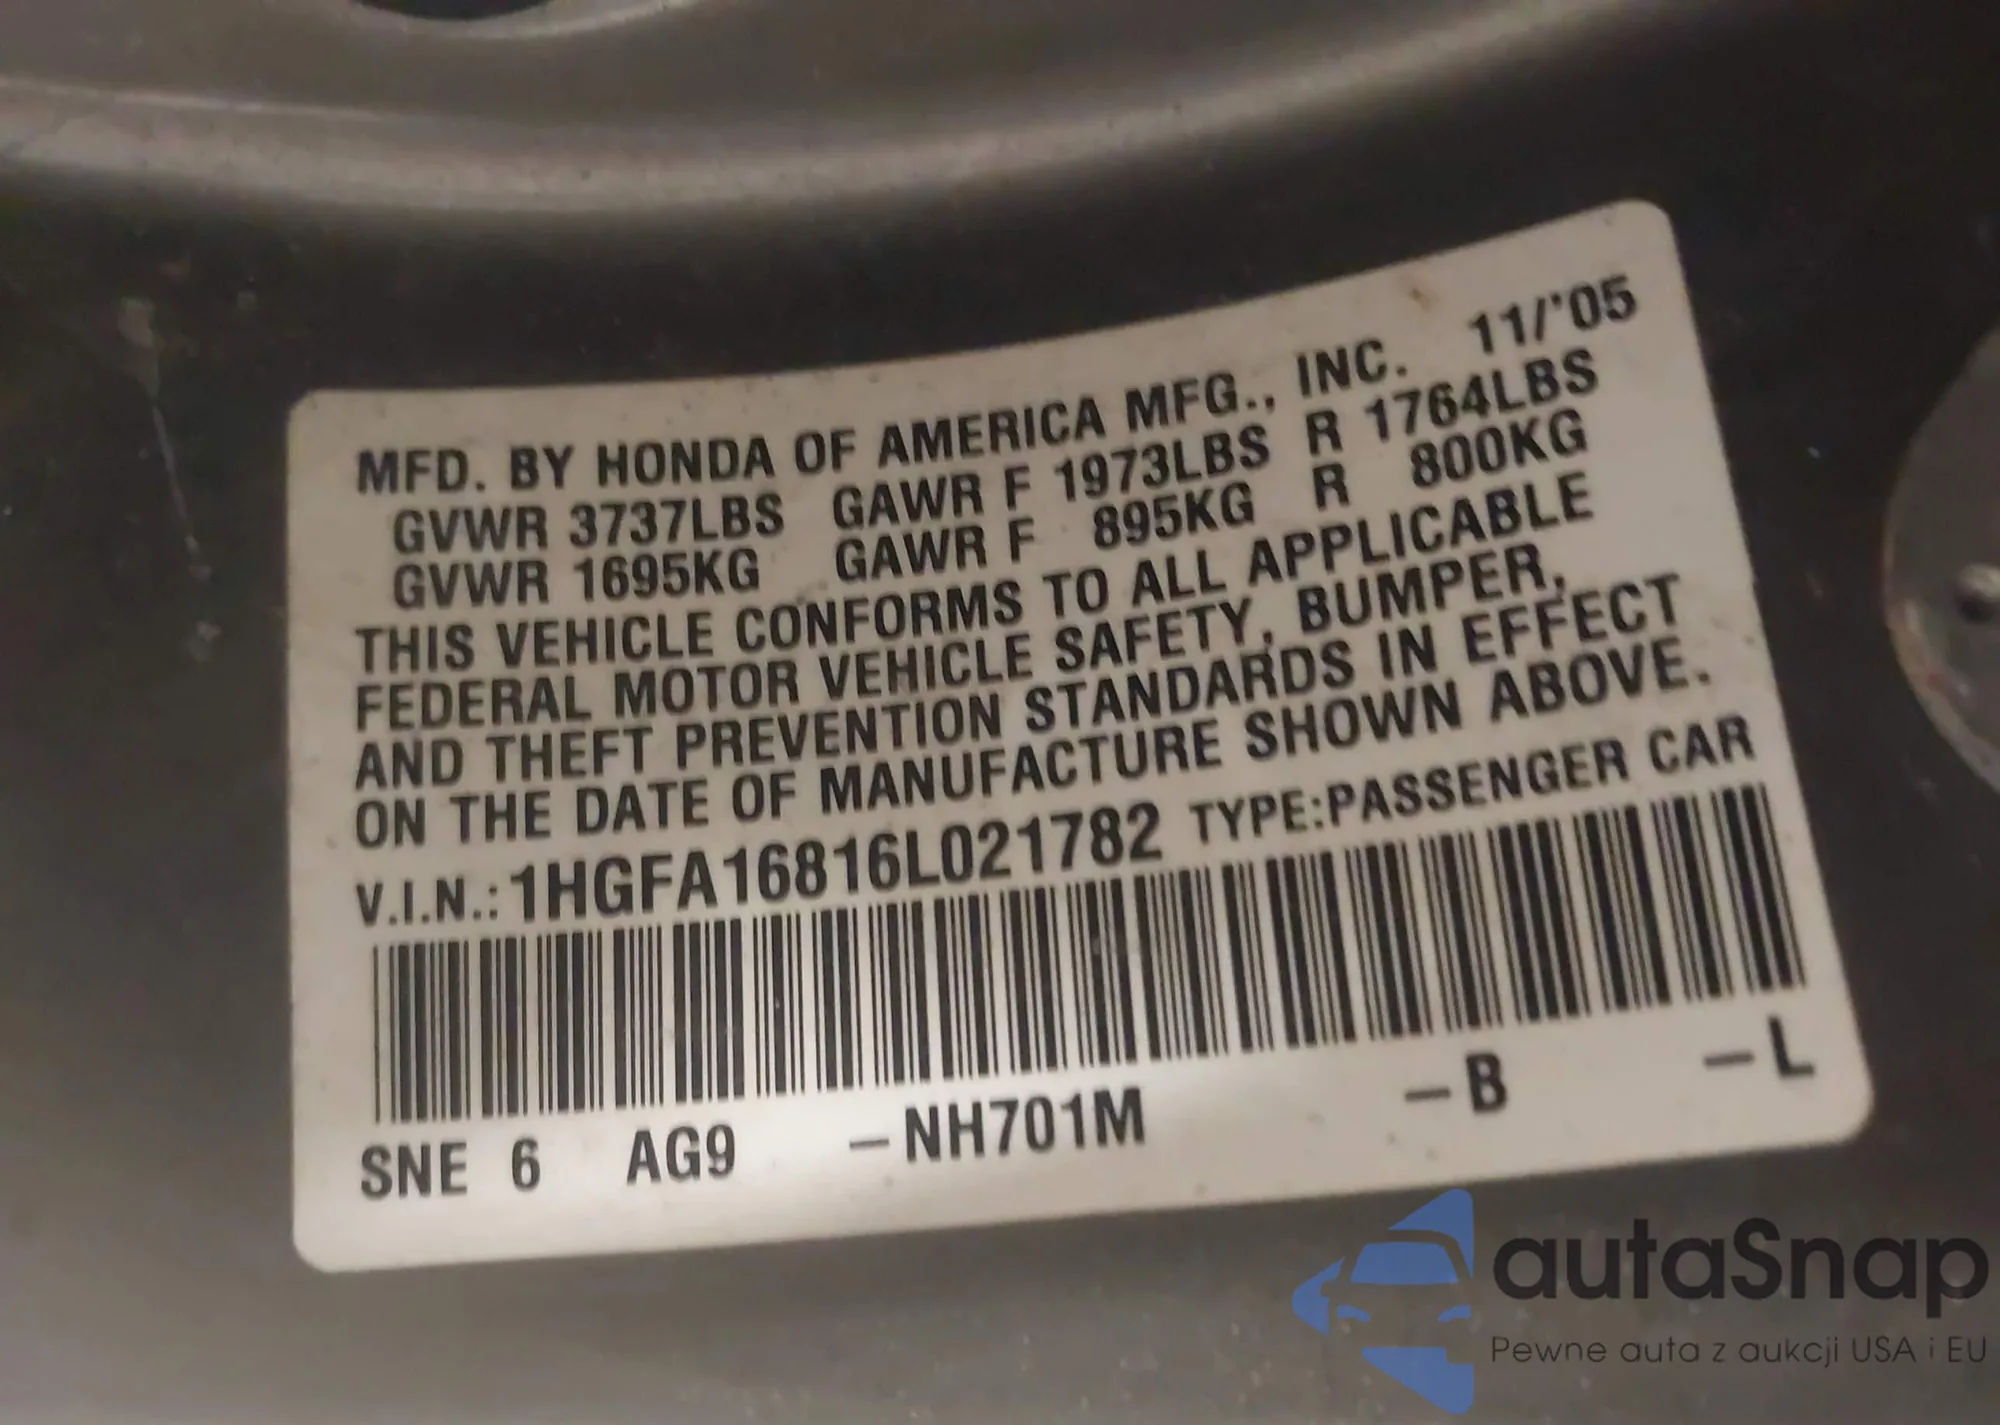 MFD. BY HONDA OF AMERICA MFG., INC. 11/'05
GVWR 3737LBS GAWR F 1973LBS R 1764LBS
GVWR 1695KG GAWR F 895KG R 800KG
THIS VEHICLE CONFORMS TO ALL APPLICABLE
FEDERAL MOTOR VEHICLE SAFETY, BUMPER,
AND THEFT PREVENTION STANDARDS IN EFFECT
ON THE DATE OF MANUFACTURE SHOWN ABOVE.
V.I.N.: 1HGFA16816L021782 TYPE:PASSENGER CAR
SNE 6 AG9 –NH701M –B –L
autaSnap
Pewne auta z aukcji USA i EU